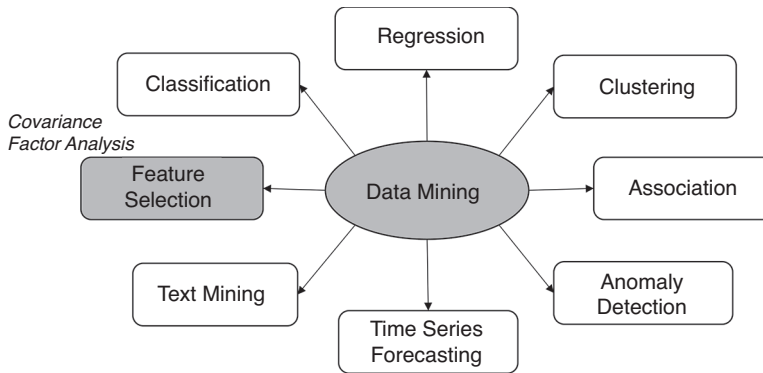 Regression
Classification
Clustering
Covariance
Factor Analysis
Feature
Selection
Data Mining
Association
Text Mining
Anomaly
Detection
Time Series
Forecasting